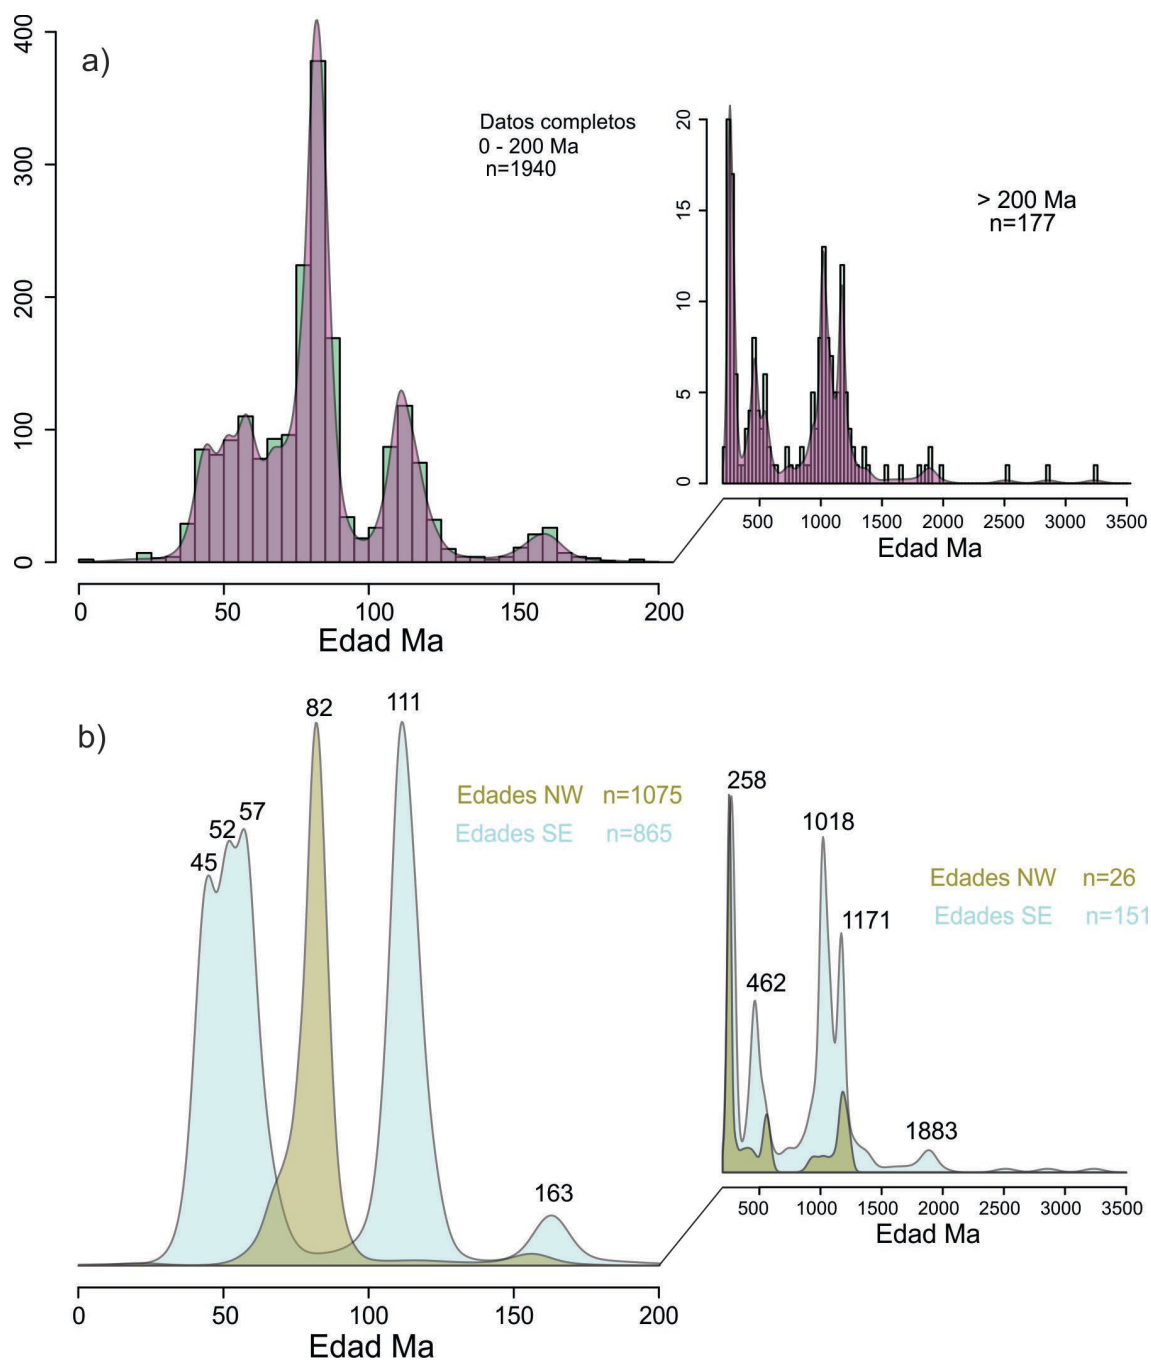 a)
400
300
200
100
0
Datos completos
0 - 200 Ma
n=1940
0 50 100 150 200
Edad Ma
20
15
10
5
0
> 200 Ma
n=177
500 1000 1500 2000 2500 3000 3500
Edad Ma
b)
45
52
57
82
111
163
Edades NW n=1075
Edades SE n=865
0 50 100 150 200
Edad Ma
258
462
1018
1171
1883
Edades NW n=26
Edades SE n=151
500 1000 1500 2000 2500 3000 3500
Edad Ma